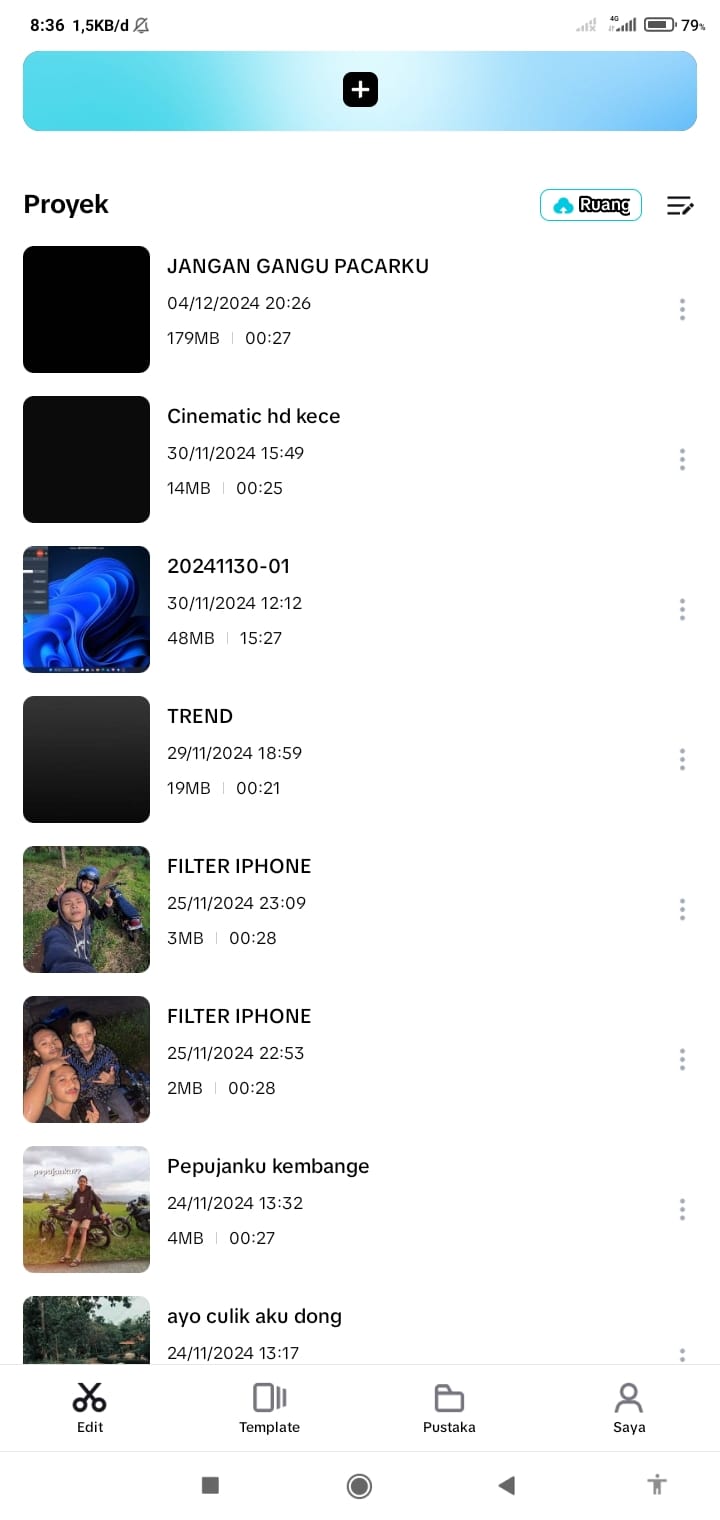 8:36 1,5KB/d 4G 79%
Proyek
Ruang
JANGAN GANGU PACARKU
04/12/2024 20:26
179MB 00:27
Cinematic hd kece
30/11/2024 15:49
14MB 00:25
20241130-01
30/11/2024 12:12
48MB 15:27
TREND
29/11/2024 18:59
19MB 00:21
FILTER IPHONE
25/11/2024 23:09
3MB 00:28
FILTER IPHONE
25/11/2024 22:53
2MB 00:28
pepujanku??
Pepujanku kembange
24/11/2024 13:32
4MB 00:27
ayo culik aku dong
24/11/2024 13:17
Edit Template Pustaka Saya